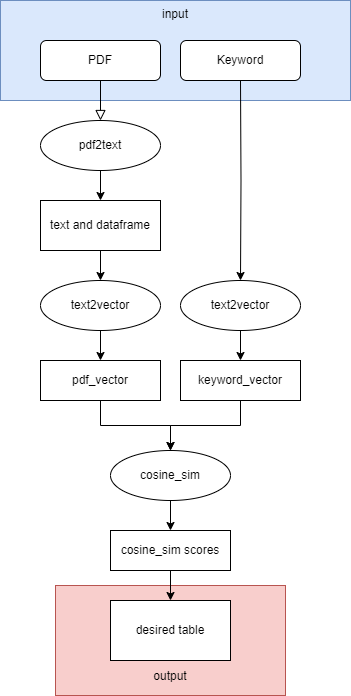 input
PDF
Keyword
pdf2text
text and dataframe
text2vector
text2vector
pdf_vector
keyword_vector
cosine_sim
cosine_sim scores
desired table
output